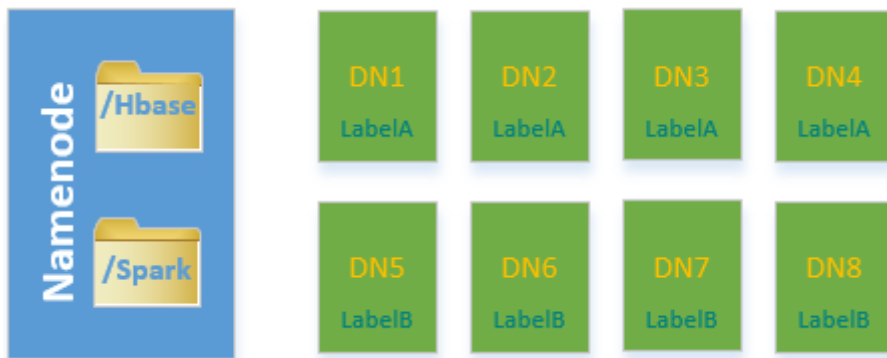 Namenode
/Hbase
/Spark
DN1
LabelA
DN2
LabelA
DN3
LabelA
DN4
LabelA
DN5
LabelB
DN6
LabelB
DN7
LabelB
DN8
LabelB